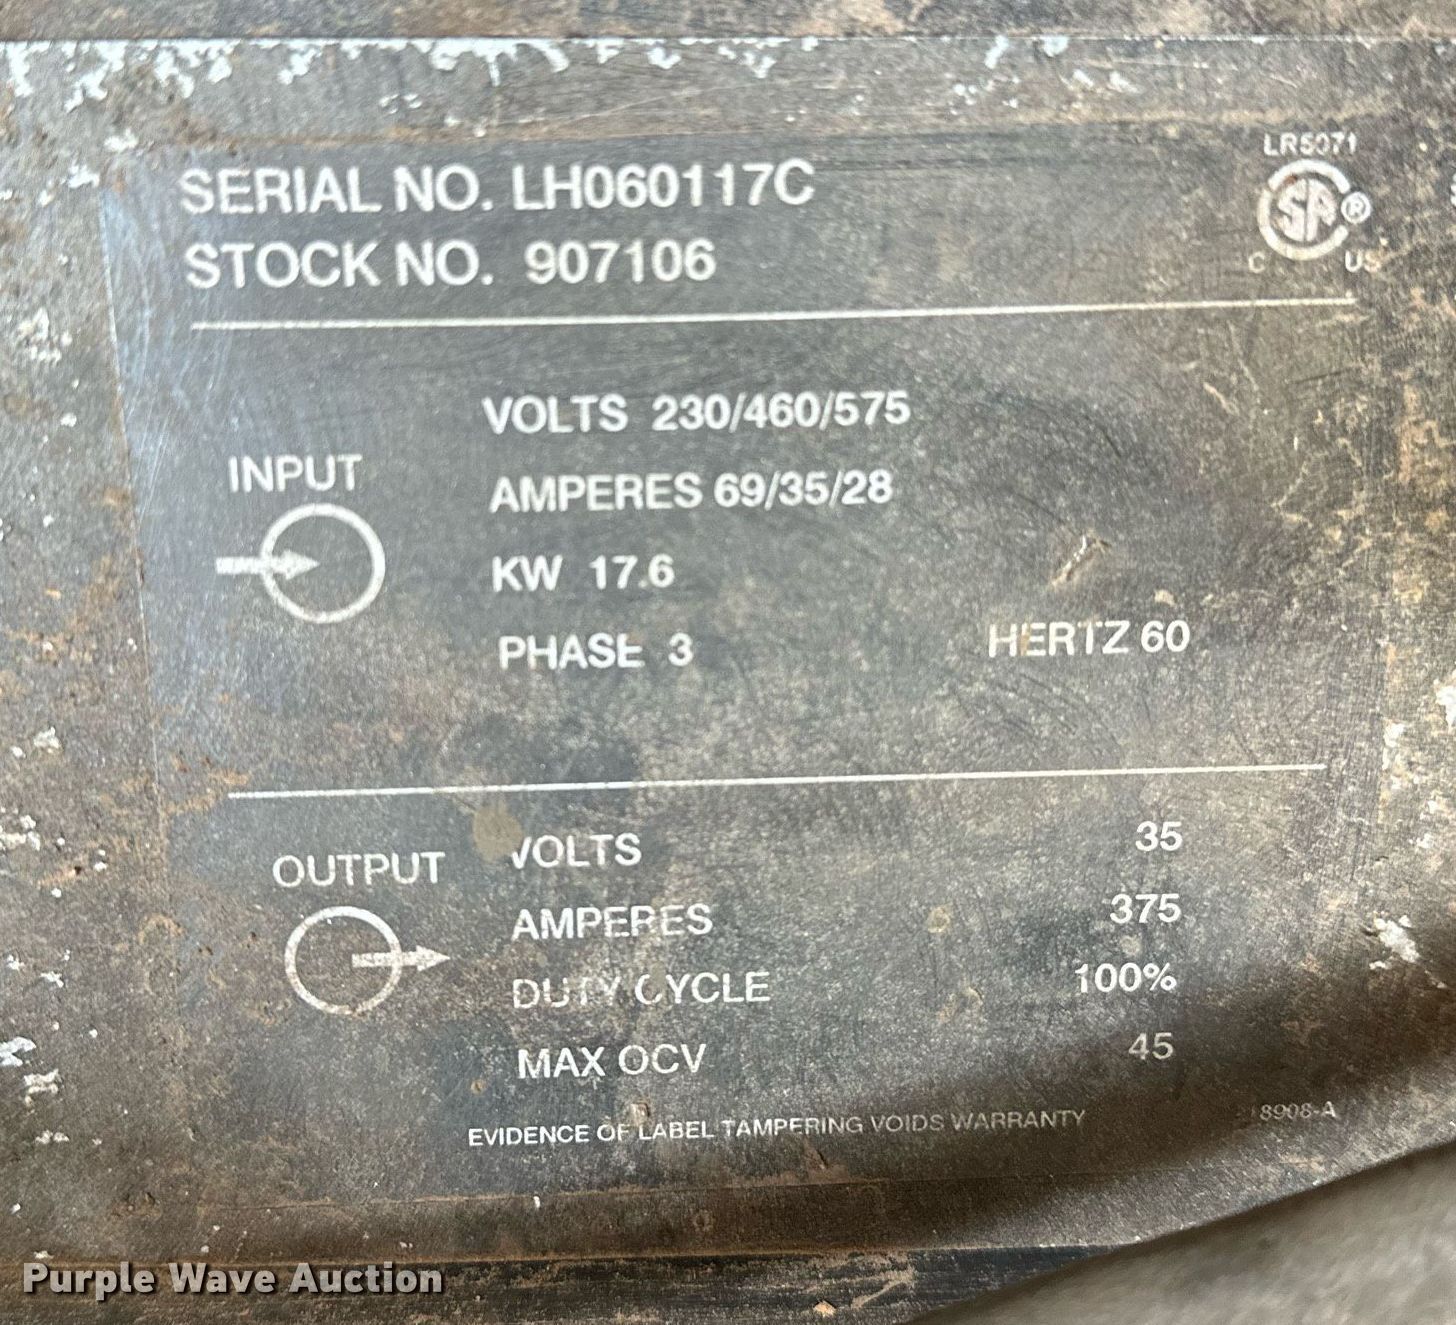 LR5071
SA®
C US
SERIAL NO. LH060117C
STOCK NO. 907106
INPUT
VOLTS 230/460/575
AMPERES 69/35/28
KW 17.6
PHASE 3 HERTZ 60
OUTPUT
VOLTS 35
AMPERES 375
DUTY CYCLE 100%
MAX OCV 45
EVIDENCE OF LABEL TAMPERING VOIDS WARRANTY
Purple Wave Auction